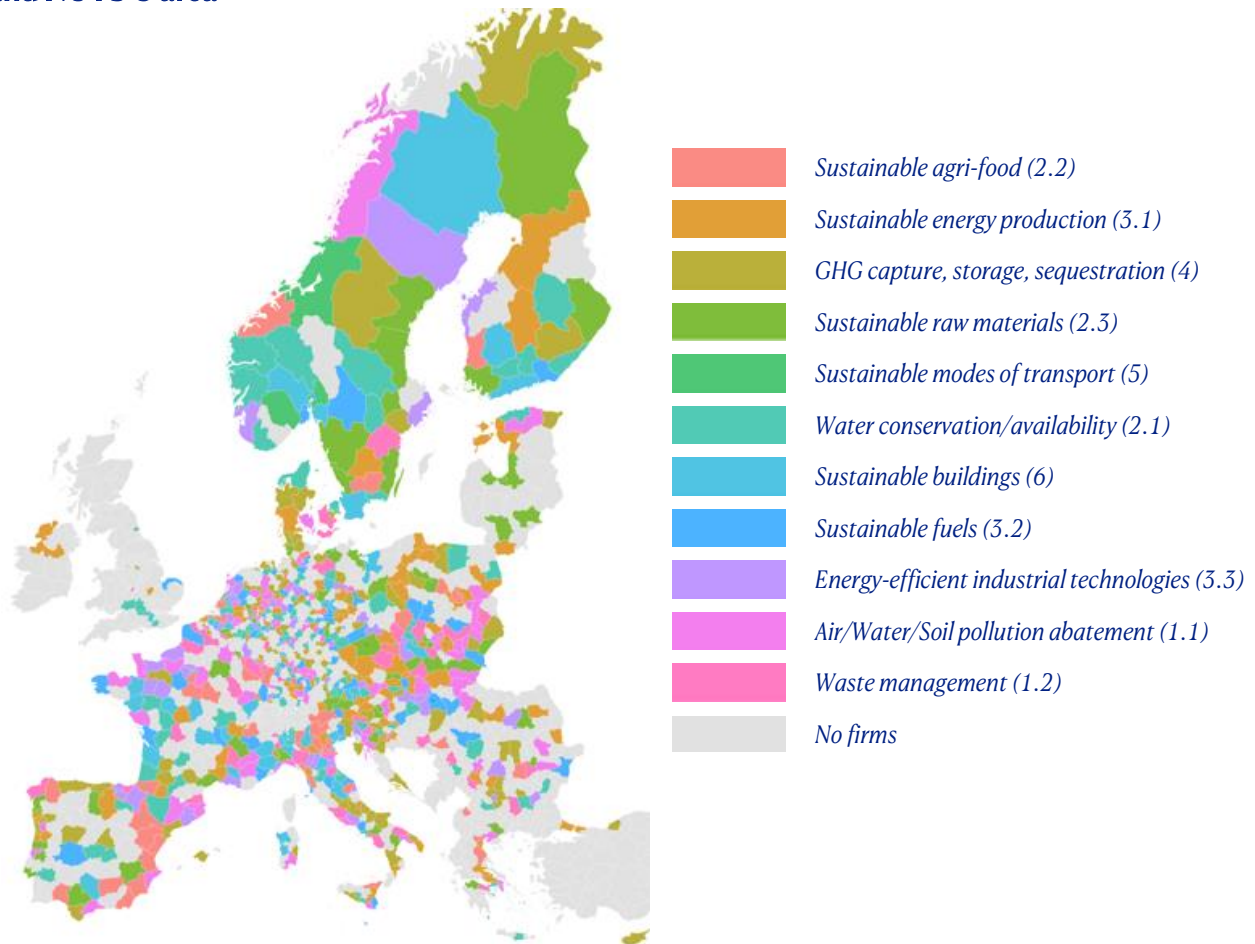 Sustainable agri-food (2.2)
Sustainable energy production (3.1)
GHG capture, storage, sequestration (4)
Sustainable raw materials (2.3)
Sustainable modes of transport (5)
Water conservation/availability (2.1)
Sustainable buildings (6)
Sustainable fuels (3.2)
Energy-efficient industrial technologies (3.3)
Air/Water/Soil pollution abatement (1.1)
Waste management (1.2)
No firms